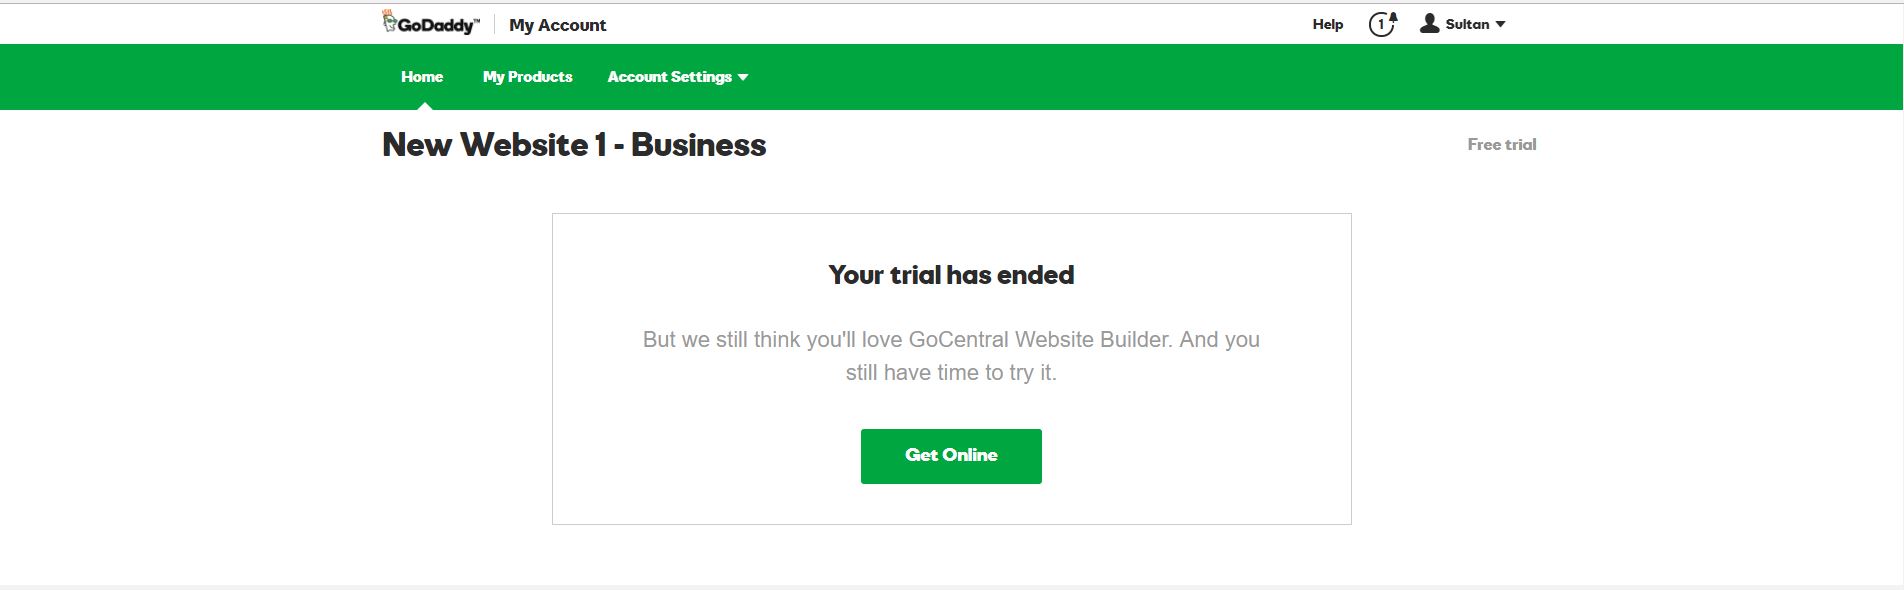 GoDaddy™ My Account Help 1 Sultan
Home My Products Account Settings
New Website 1 - Business Free trial
Your trial has ended
But we still think you'll love GoCentral Website Builder. And you
still have time to try it.
Get Online